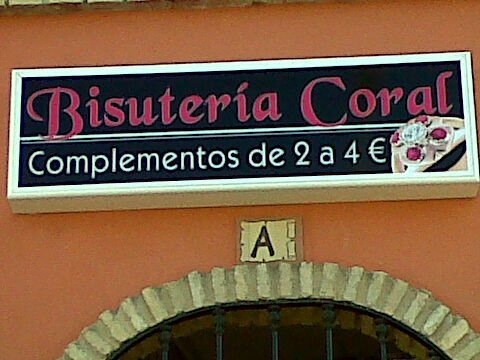 Bisutería Coral
Complementos de 2 a 4 €
A